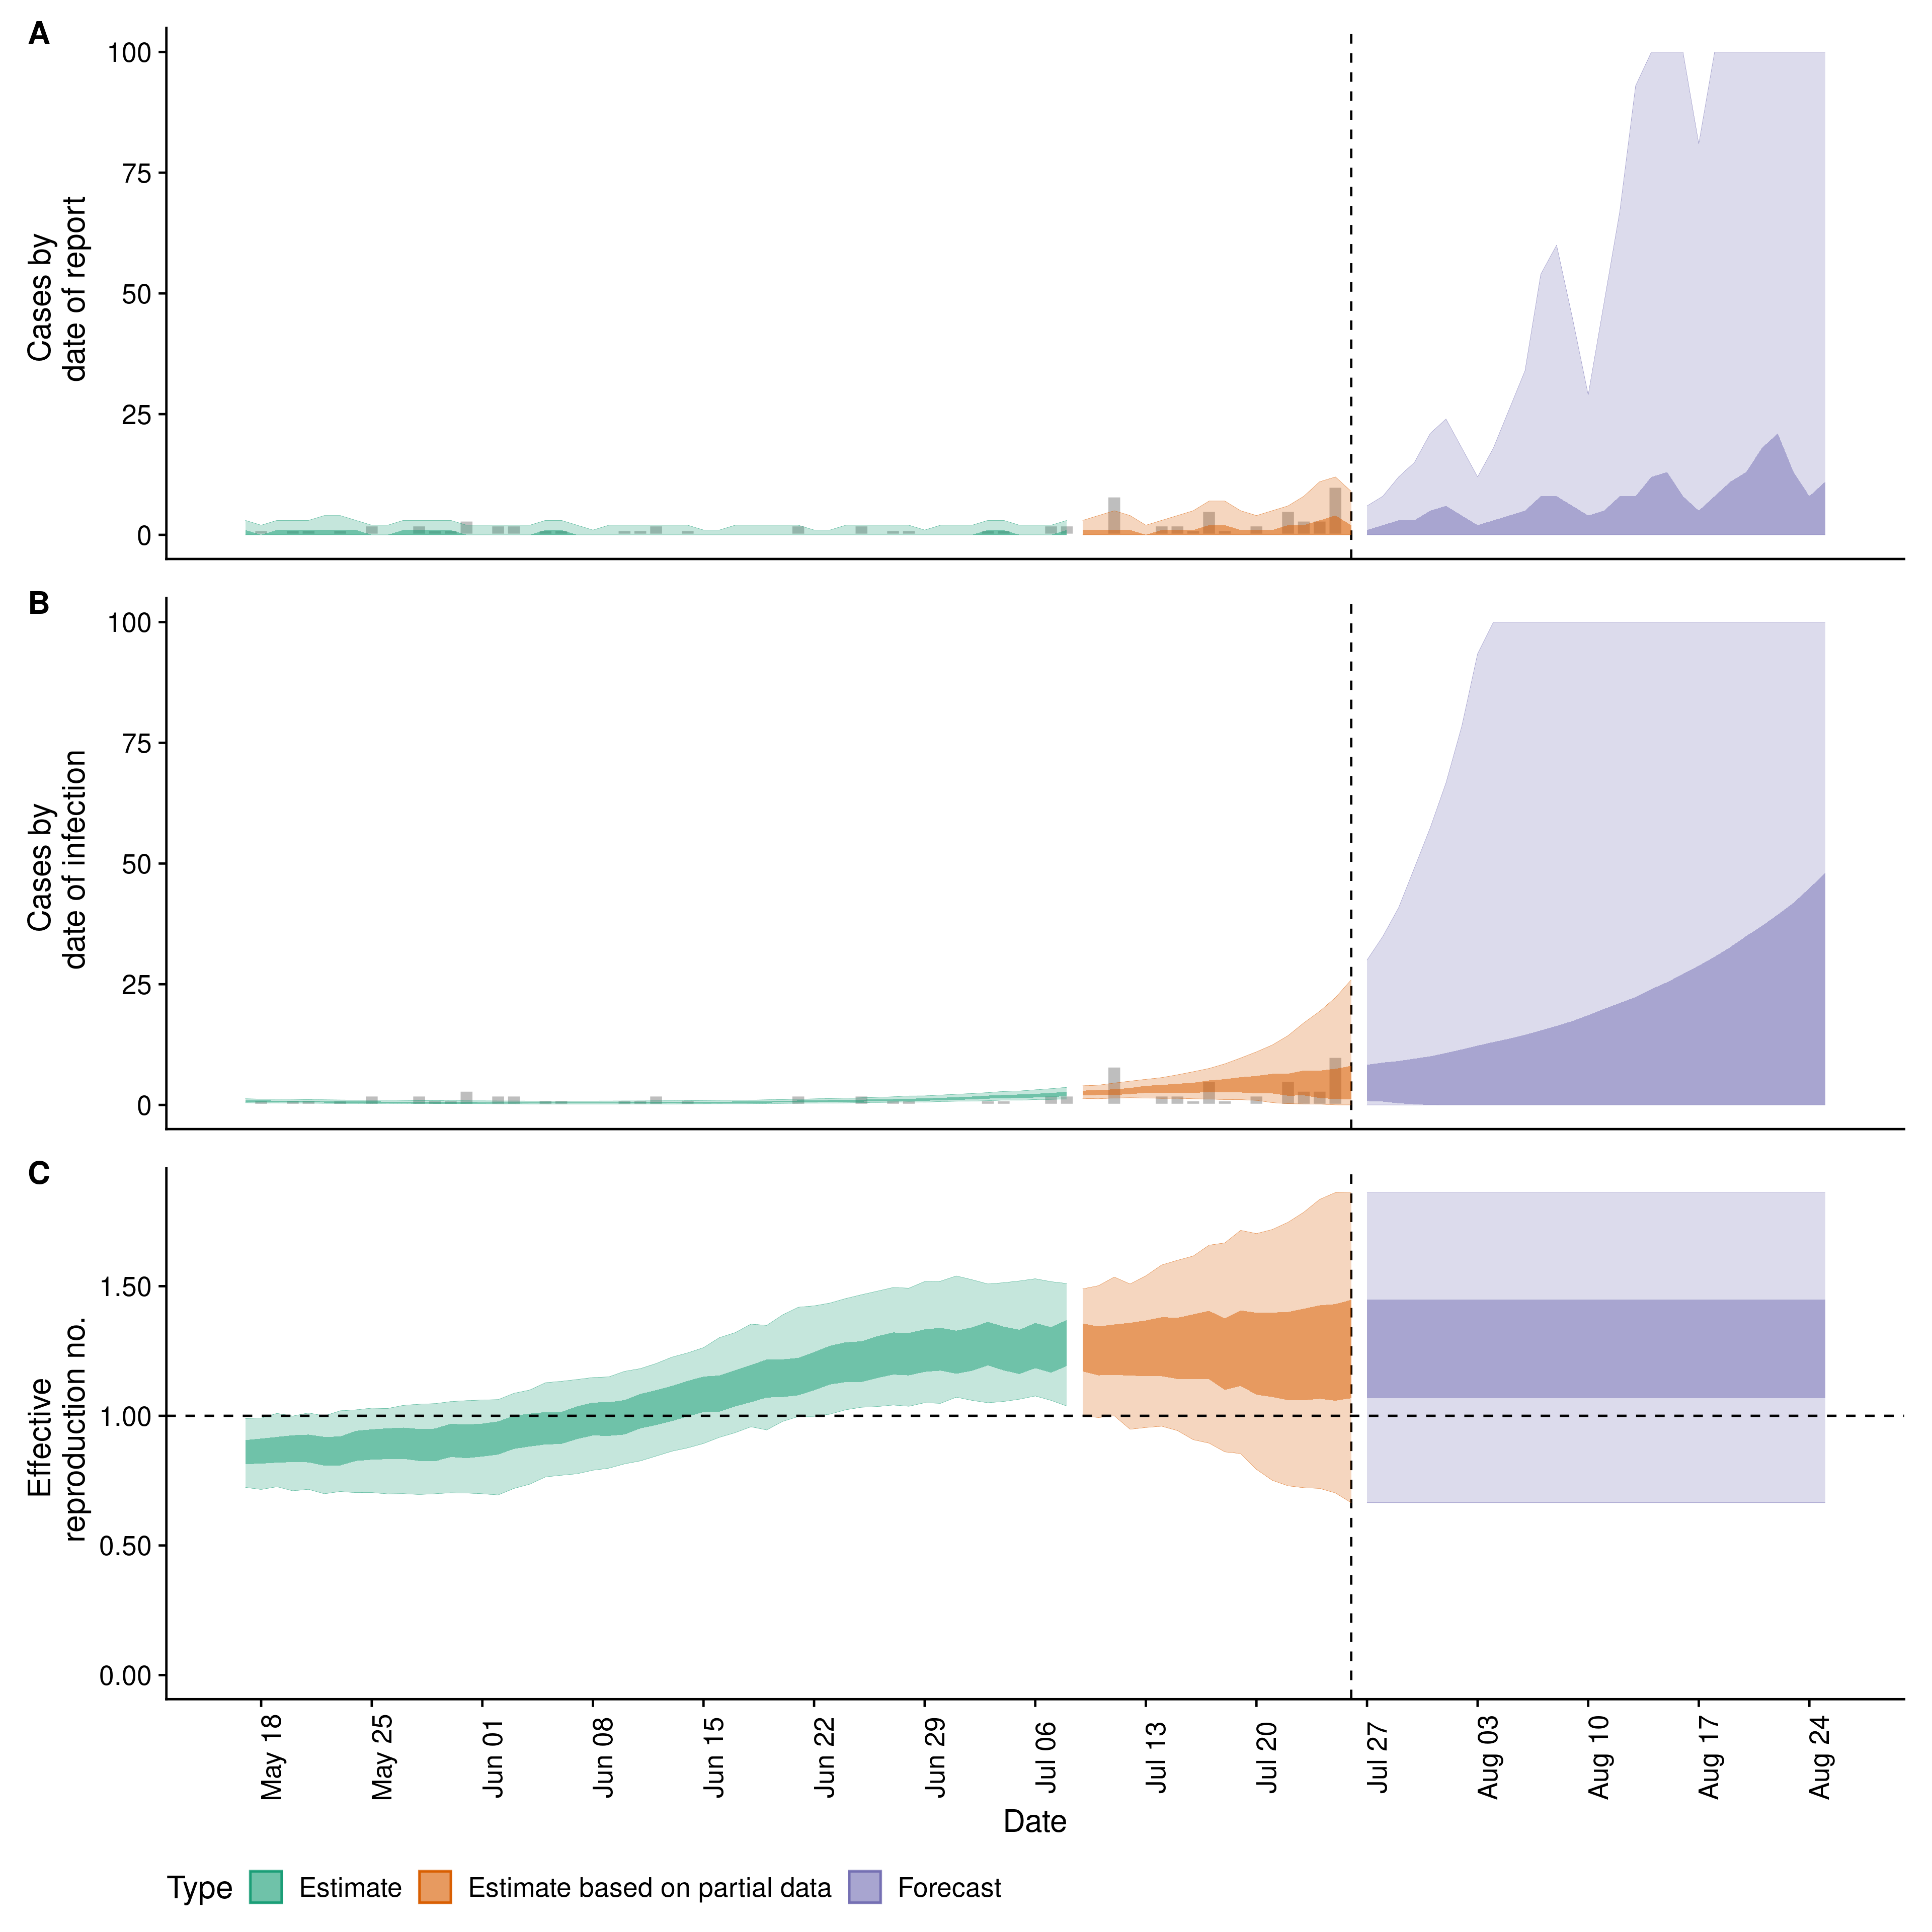 A
100
75
50
25
0
Cases by
date of report
B
100
75
50
25
0
Cases by
date of infection
C
1.50
1.00
0.50
0.00
Effective
reproduction no.
May 18
May 25
Jun 01
Jun 08
Jun 15
Jun 22
Jun 29
Jul 06
Jul 13
Jul 20
Jul 27
Aug 03
Aug 10
Aug 17
Aug 24
Date
Type Estimate Estimate based on partial data Forecast